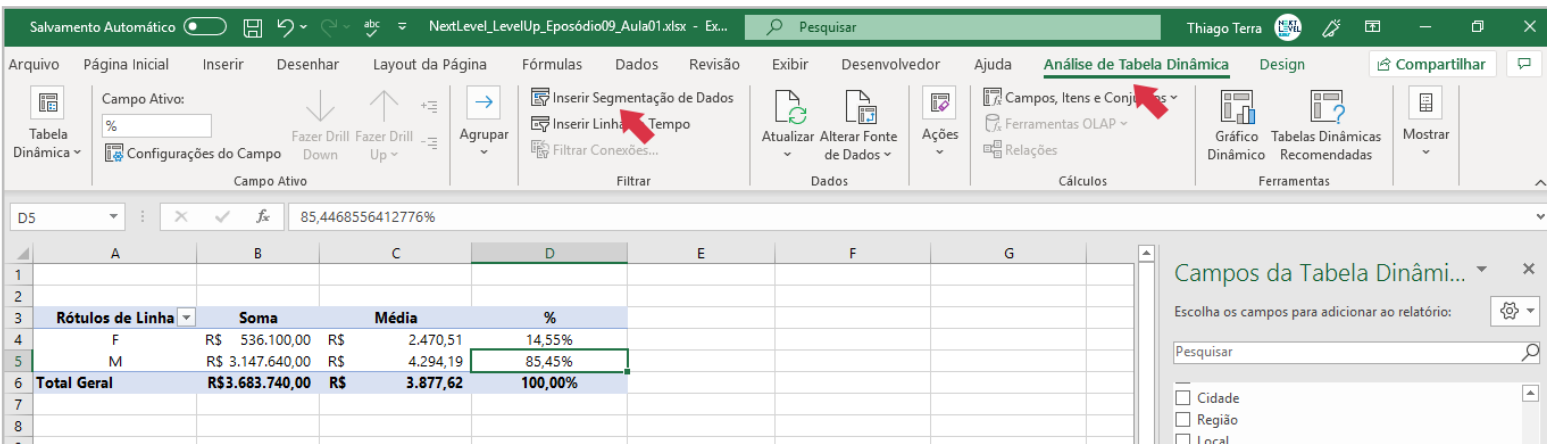 Salvamento Automático
abc
NextLevel_LevelUp_Eposódio09_Aula01.xlsx - Ex...
Pesquisar
Thiago Terra
NEXT LEVEL
Arquivo Página Inicial Inserir Desenhar Layout da Página Fórmulas Dados Revisão Exibir Desenvolvedor Ajuda Análise de Tabela Dinâmica Design Compartilhar
Tabela Dinâmica
Campo Ativo:
%
Configurações do Campo
Fazer Drill Down
Fazer Drill Up
Campo Ativo
Agrupar
Inserir Segmentação de Dados
Inserir Linha Tempo
Filtrar Conexões...
Filtrar
Atualizar
Alterar Fonte de Dados
Dados
Ações
Campos, Itens e
Ferramentas OLAP
Relações
Cálculos
Gráfico Dinâmico
Tabelas Dinâmicas Recomendadas
Ferramentas
Mostrar
D5 fx 85,4468556412776%
A B C D E F G
1
2
3 Rótulos de Linha Soma Média %
4 F R$ 536.100,00 R$ 2.470,51 14,55%
5 M R$ 3.147.640,00 R$ 4.294,19 85,45%
6 Total Geral R$3.683.740,00 R$ 3.877,62 100,00%
7
8
Campos da Tabela Dinâmi...
Escolha os campos para adicionar ao relatório:
Pesquisar
Cidade
Região
Local